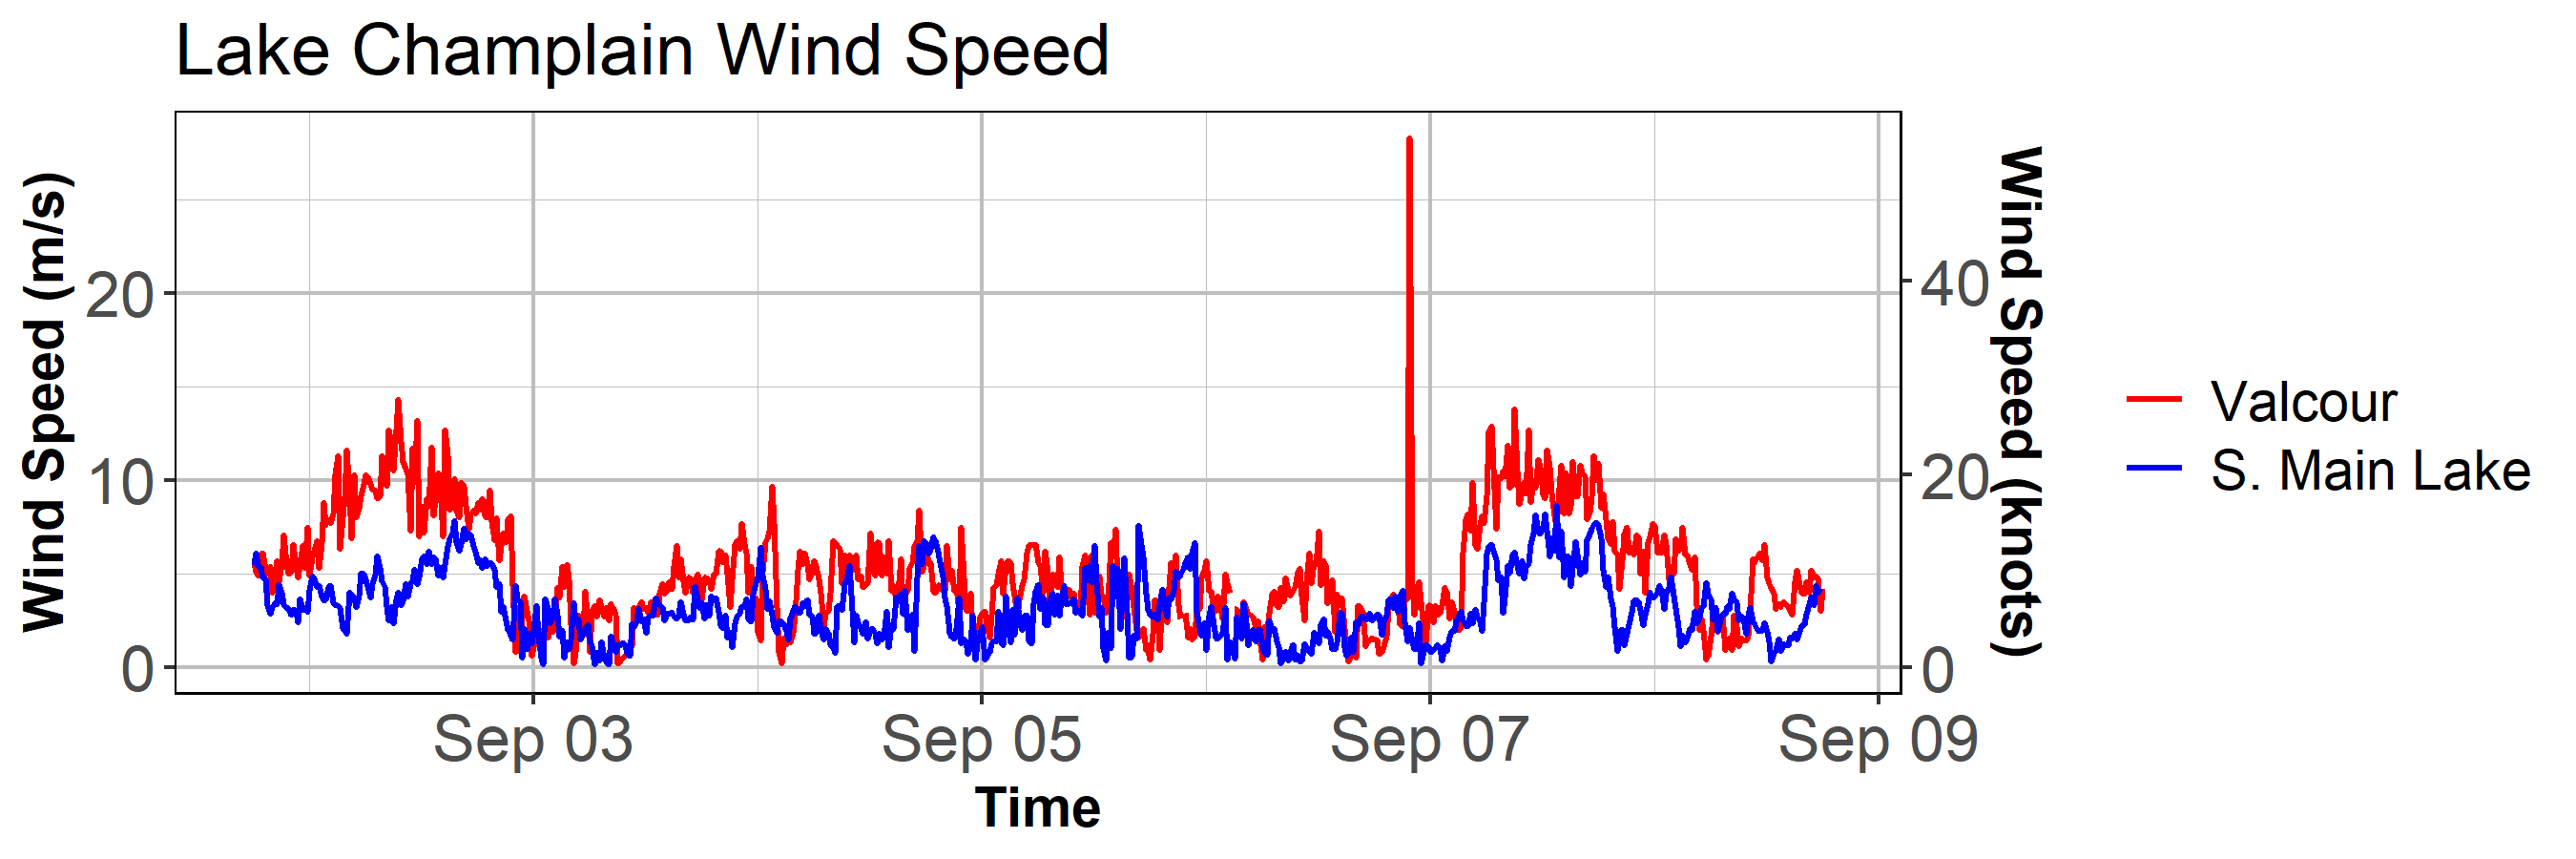 Lake Champlain Wind Speed
Wind Speed (m/s)
20
10
0
Wind Speed (knots)
40
20
0
Sep 03
Sep 05
Sep 07
Sep 09
Time
Valcour
S. Main Lake